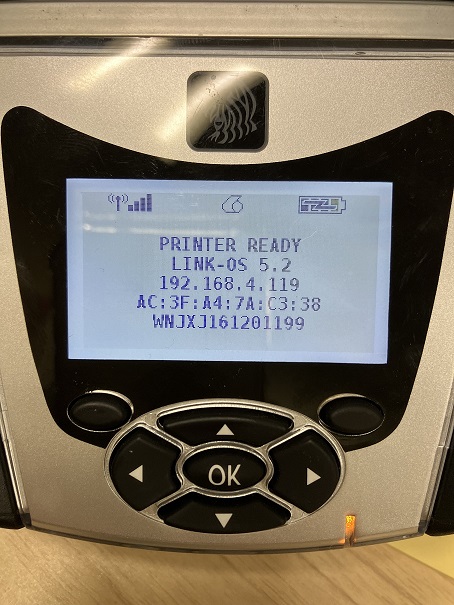 PRINTER READY
LINK-OS 5.2
192.168.4.119
AC:3F:A4:7A:C3:38
WNJXJ161201199
OK